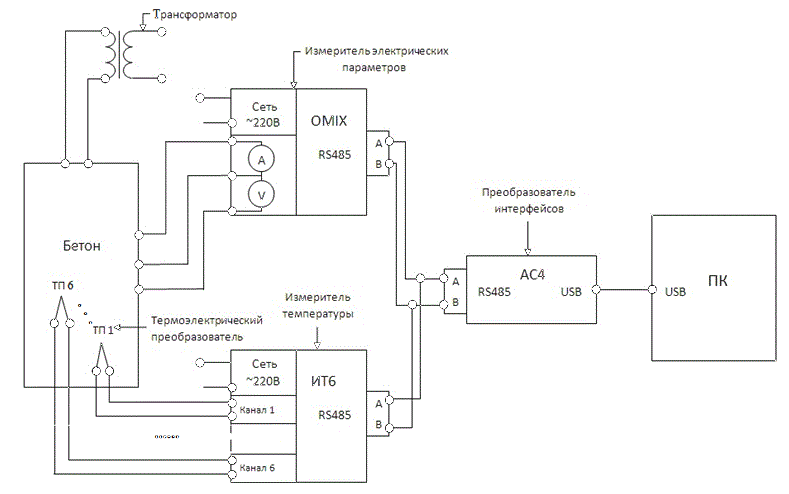 Трансформатор
Измеритель электрических
параметров
Сеть
~220В
OMIX
RS485
A
V
A
B
Бетон
ТП 6
ТП 1
Термоэлектрический
преобразователь
Преобразователь
интерфейсов
A
B
RS485
АС4
USB
USB
ПК
Измеритель
температуры
Сеть
~220В
ИТ6
RS485
A
B
Канал 1
Канал 6